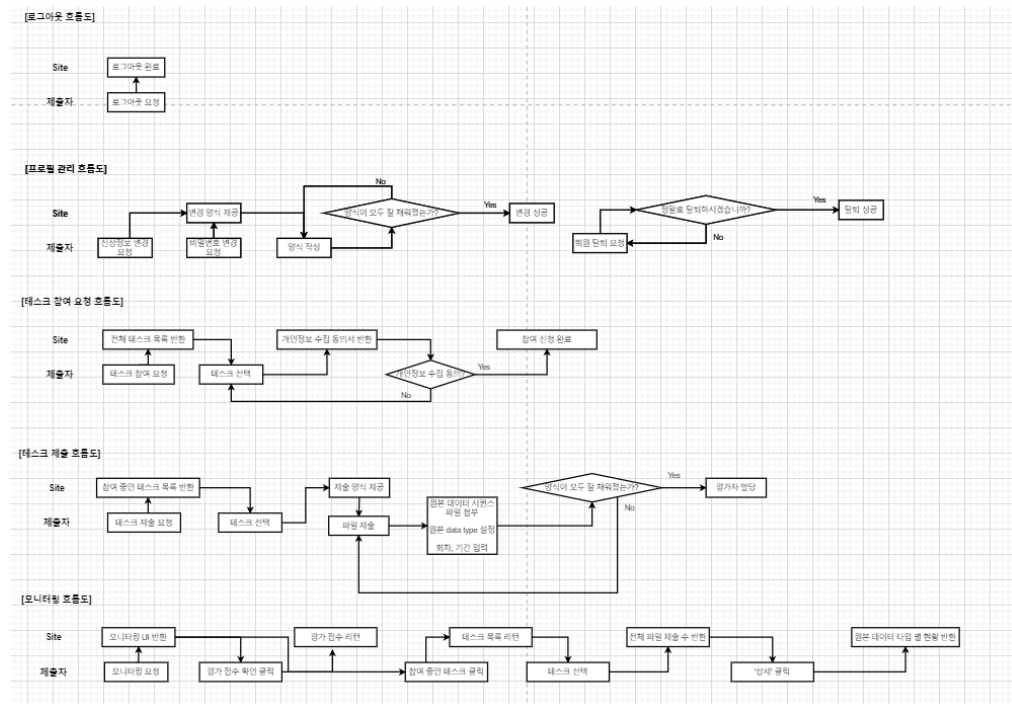 [로그아웃 흐름도]
Site
로그아웃 완료
제출자
로그아웃 요청
[프로필 관리 흐름도]
No
Site
변경 양식 제공
양식이 모두 잘 채워졌는가?
Yes
변경 성공
정말로 탈퇴하시겠습니까?
Yes
탈퇴 성공
제출자
신상정보 변경
요청
비밀번호 변경
요청
양식 작성
회원 탈퇴 요청
No
[테스크 참여 요청 흐름도]
Site
전체 테스크 목록 반환
개인정보 수집 동의서 반환
참여 신청 완료
제출자
테스크 참여 요청
테스크 선택
개인정보 수집 동의?
Yes
No
[테스크 제출 흐름도]
Site
참여 중인 테스크 목록 반환
제출 양식 제공
양식이 모두 잘 채워졌는가?
Yes
평가자 할당
제출자
테스크 제출 요청
테스크 선택
파일 제출
원본 데이터 시퀀스
파일 첨부
원본 data type 설정
회차, 기간 입력
No
[모니터링 흐름도]
Site
모니터링 UI 반환
평가 점수 리턴
테스크 목록 리턴
전체 파일 제출 수 반환
원본 데이터 타입 별 현황 반환
제출자
모니터링 요청
평가 점수 확인 클릭
참여 중인 테스크 클릭
테스크 선택
'상세' 클릭